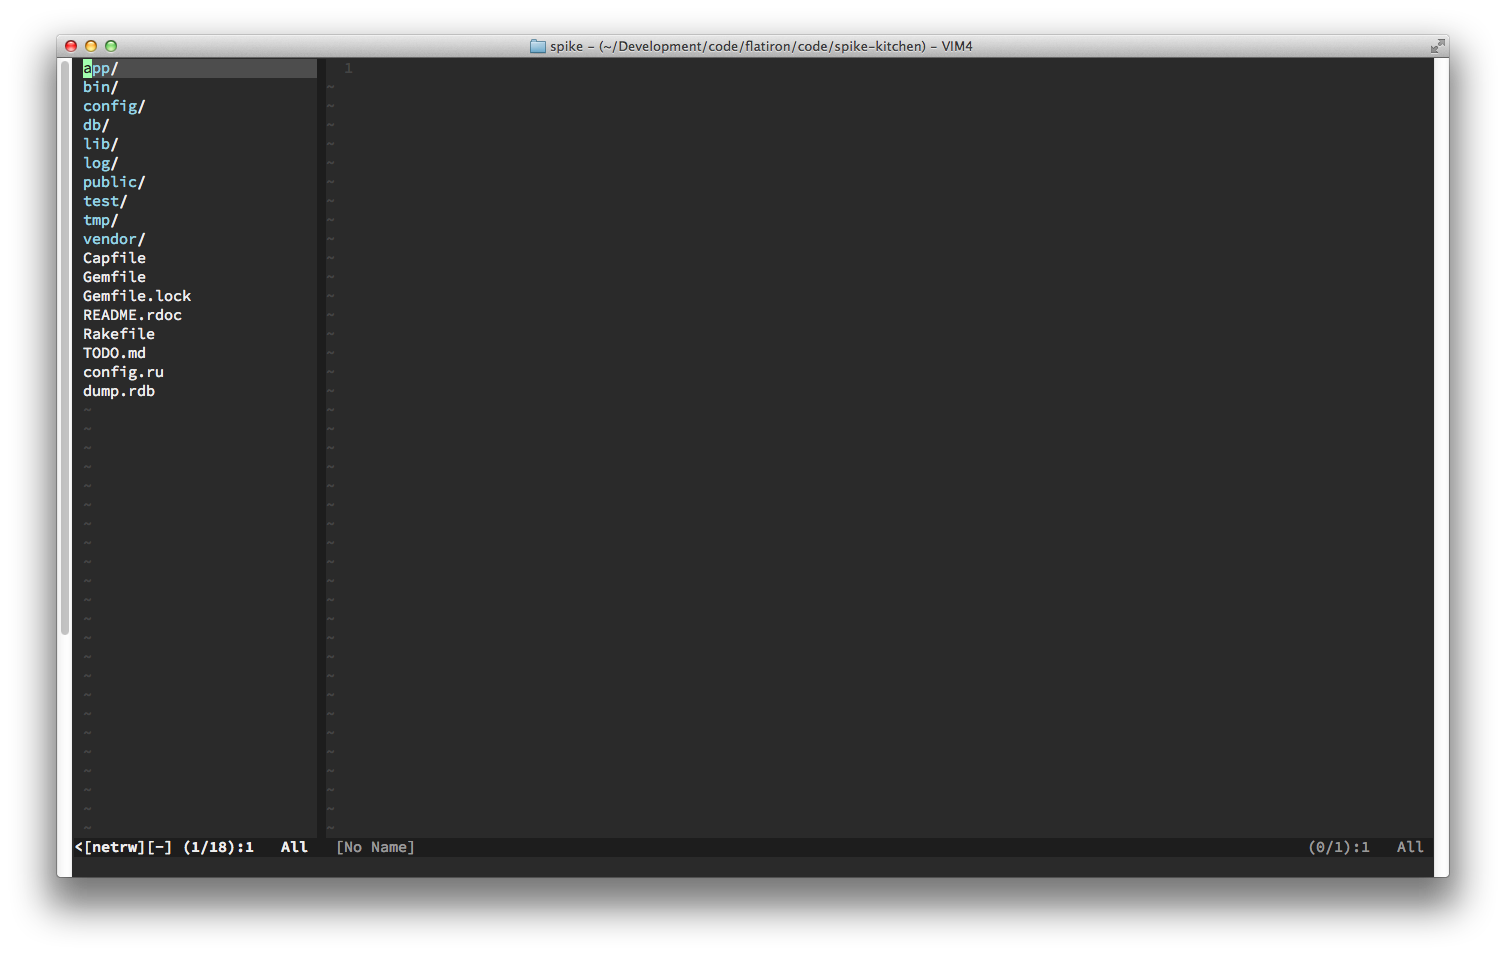 spike – (~/Development/code/flatiron/code/spike-kitchen) – VIM4
app/
bin/
config/
db/
lib/
log/
public/
test/
tmp/
vendor/
Capfile
Gemfile
Gemfile.lock
README.rdoc
Rakefile
TODO.md
config.ru
dump.rdb
1
<[netrw][-] (1/18):1 All
[No Name] (0/1):1 All